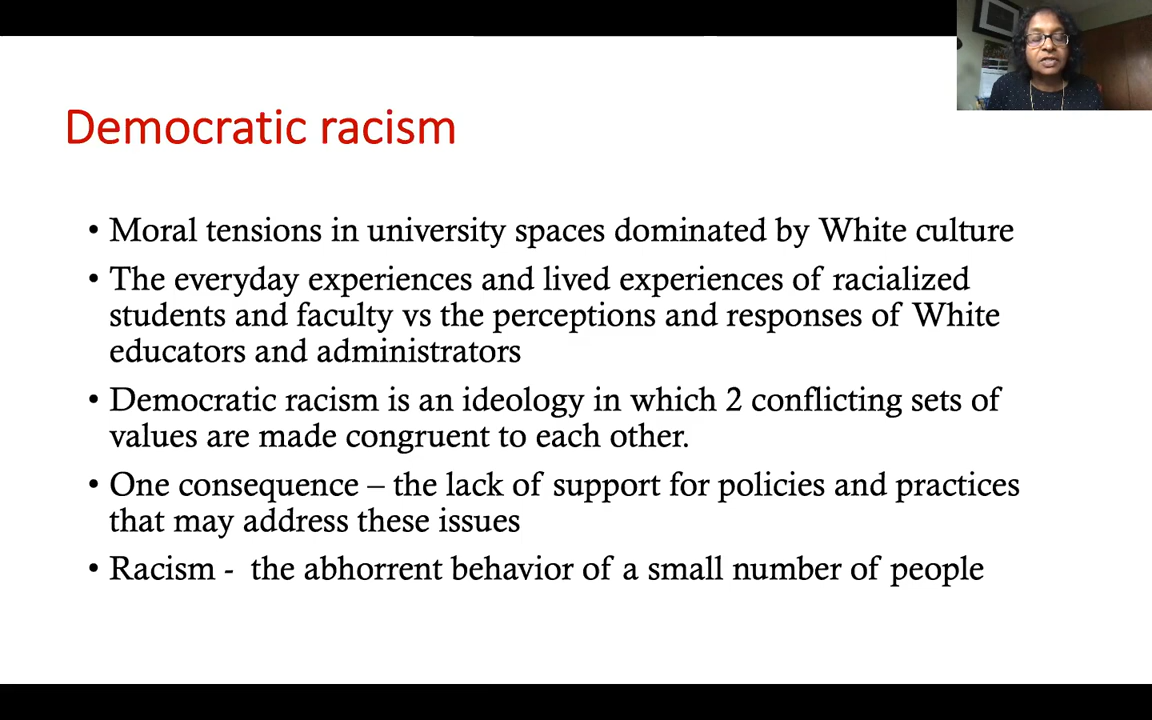 Democratic racism
• Moral tensions in university spaces dominated by White culture
• The everyday experiences and lived experiences of racialized
students and faculty vs the perceptions and responses of White
educators and administrators
• Democratic racism is an ideology in which 2 conflicting sets of
values are made congruent to each other.
• One consequence – the lack of support for policies and practices
that may address these issues
• Racism -  the abhorrent behavior of a small number of people